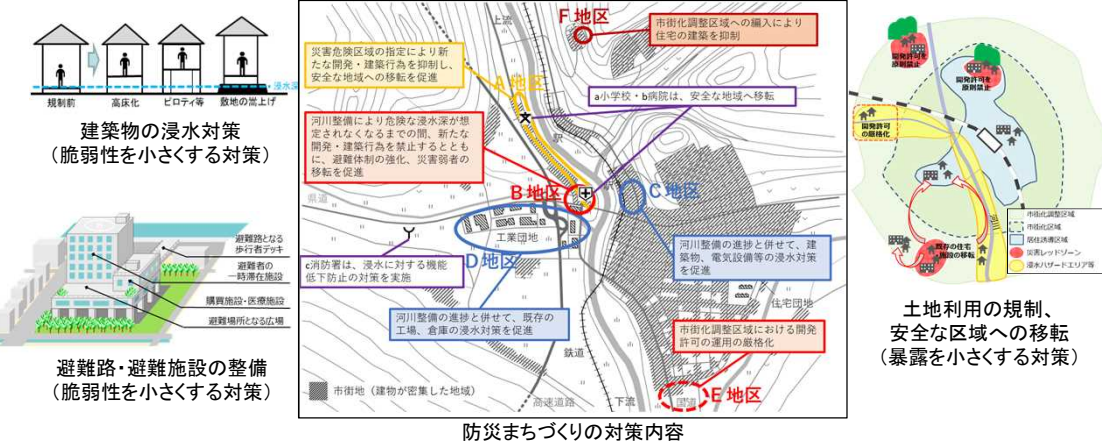 浸水深
規制前
高床化
ピロティ等
敷地の嵩上げ
建築物の浸水対策
(脆弱性を小さくする対策)
避難路となる
歩行者デッキ
避難者の
一時滞在施設
購買施設・医療施設
避難場所となる広場
避難路・避難施設の整備
(脆弱性を小さくする対策)
上流
F地区
市街化調整区域への編入により
住宅の建築を抑制
災害危険区域の指定により新
たな開発・建築行為を抑制し、
安全な地域への移転を促進
A地区
a小学校・b病院は、安全な地域へ移転
駅
河川整備により危険な浸水深が想
定されなくなるまでの間、新たな
開発・建築行為を禁止するととも
に、避難体制の強化、災害弱者の
移転を促進
B地区
C地区
県道
工業団地
D地区
河川整備の進捗と併せて、建
築物、電気設備等の浸水対策
を促進
c消防署は、浸水に対する機能
低下防止の対策を実施
住宅団地
河川整備の進捗と併せて、既存の
工場、倉庫の浸水対策を促進
市街化調整区域における開発
許可の運用の厳格化
鉄道
市街地（建物が密集した地域）
高速道路
下流
国道
E地区
防災まちづくりの対策内容
開発許可を
原則禁止
開発許可を
原則禁止
開発許可
の厳格化
河川
既存の住宅
施設の移転
市街化調整区域
市街化区域
居住誘導区域
災害レッドゾーン
浸水ハザードエリア等
土地利用の規制、
安全な区域への移転
(暴露を小さくする対策)